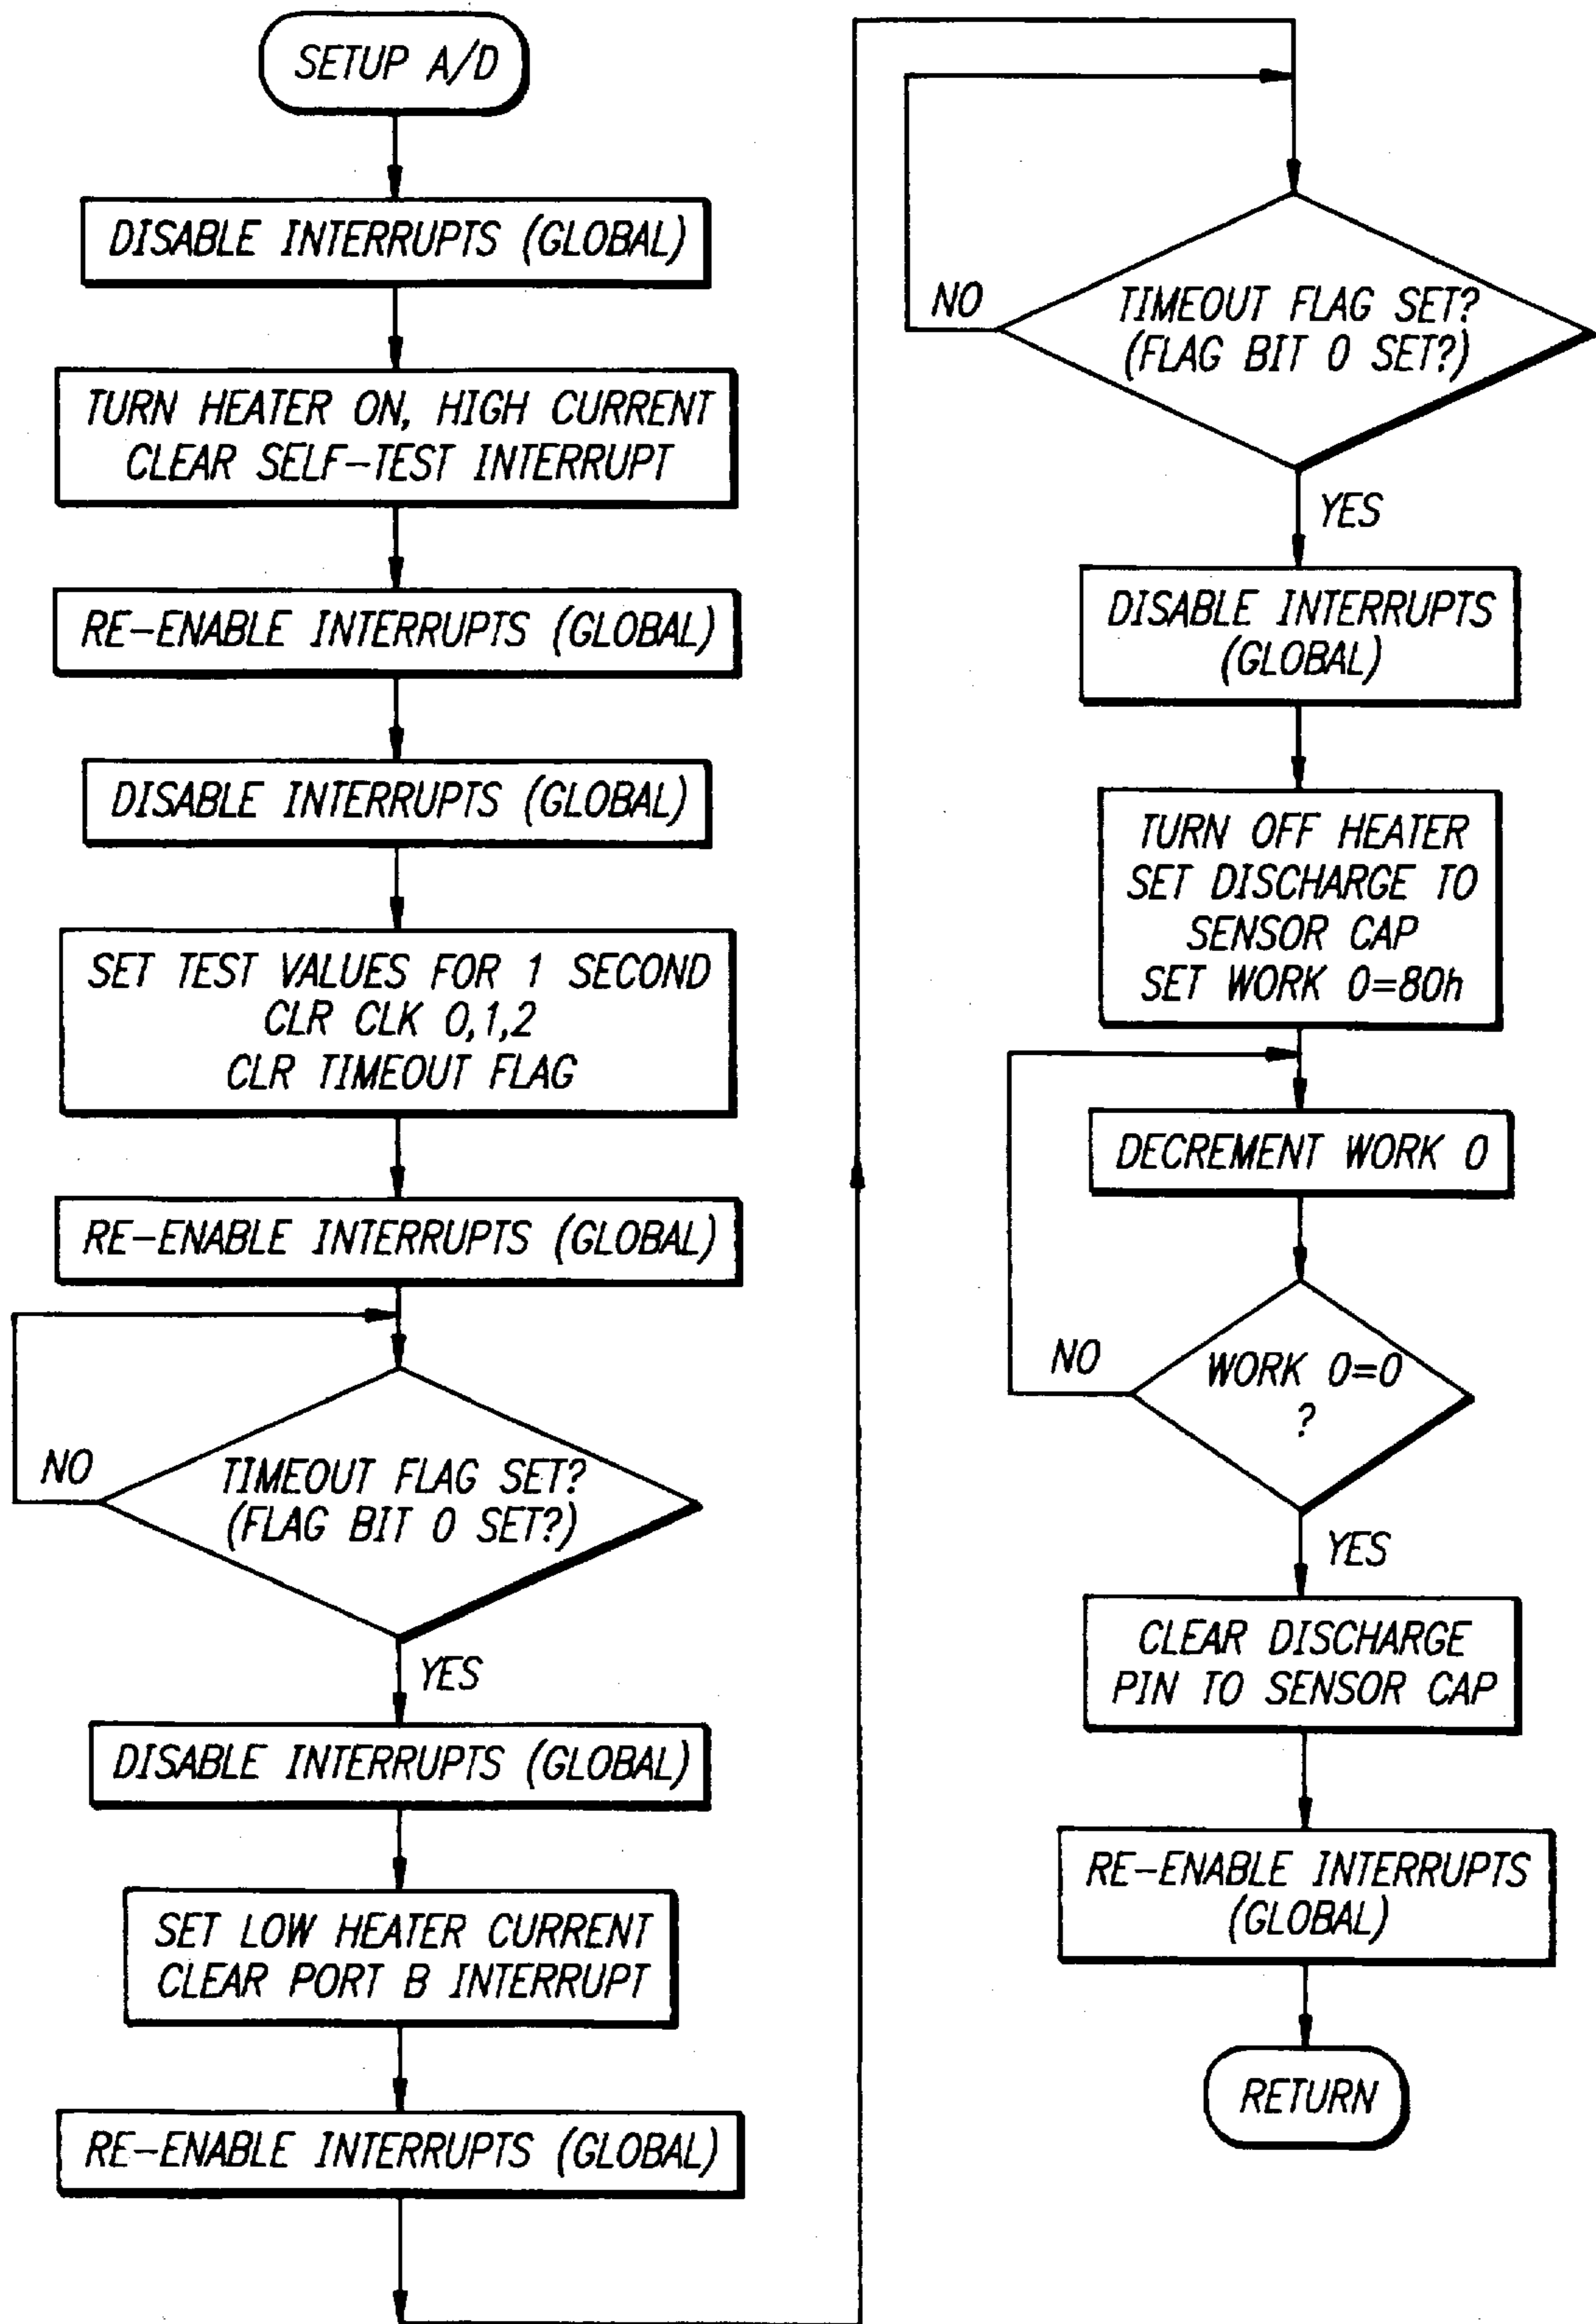 SETUP A/D
DISABLE INTERRUPTS (GLOBAL)
TURN HEATER ON, HIGH CURRENT
CLEAR SELF-TEST INTERRUPT
RE-ENABLE INTERRUPTS (GLOBAL)
DISABLE INTERRUPTS (GLOBAL)
SET TEST VALUES FOR 1 SECOND
CLR CLK 0,1,2
CLR TIMEOUT FLAG
RE-ENABLE INTERRUPTS (GLOBAL)
NO
TIMEOUT FLAG SET?
(FLAG BIT 0 SET?)
YES
DISABLE INTERRUPTS (GLOBAL)
SET LOW HEATER CURRENT
CLEAR PORT B INTERRUPT
RE-ENABLE INTERRUPTS (GLOBAL)
NO
TIMEOUT FLAG SET?
(FLAG BIT 0 SET?)
YES
DISABLE INTERRUPTS
(GLOBAL)
TURN OFF HEATER
SET DISCHARGE TO
SENSOR CAP
SET WORK 0=80h
DECREMENT WORK 0
NO
WORK 0=0
?
YES
CLEAR DISCHARGE
PIN TO SENSOR CAP
RE-ENABLE INTERRUPTS
(GLOBAL)
RETURN